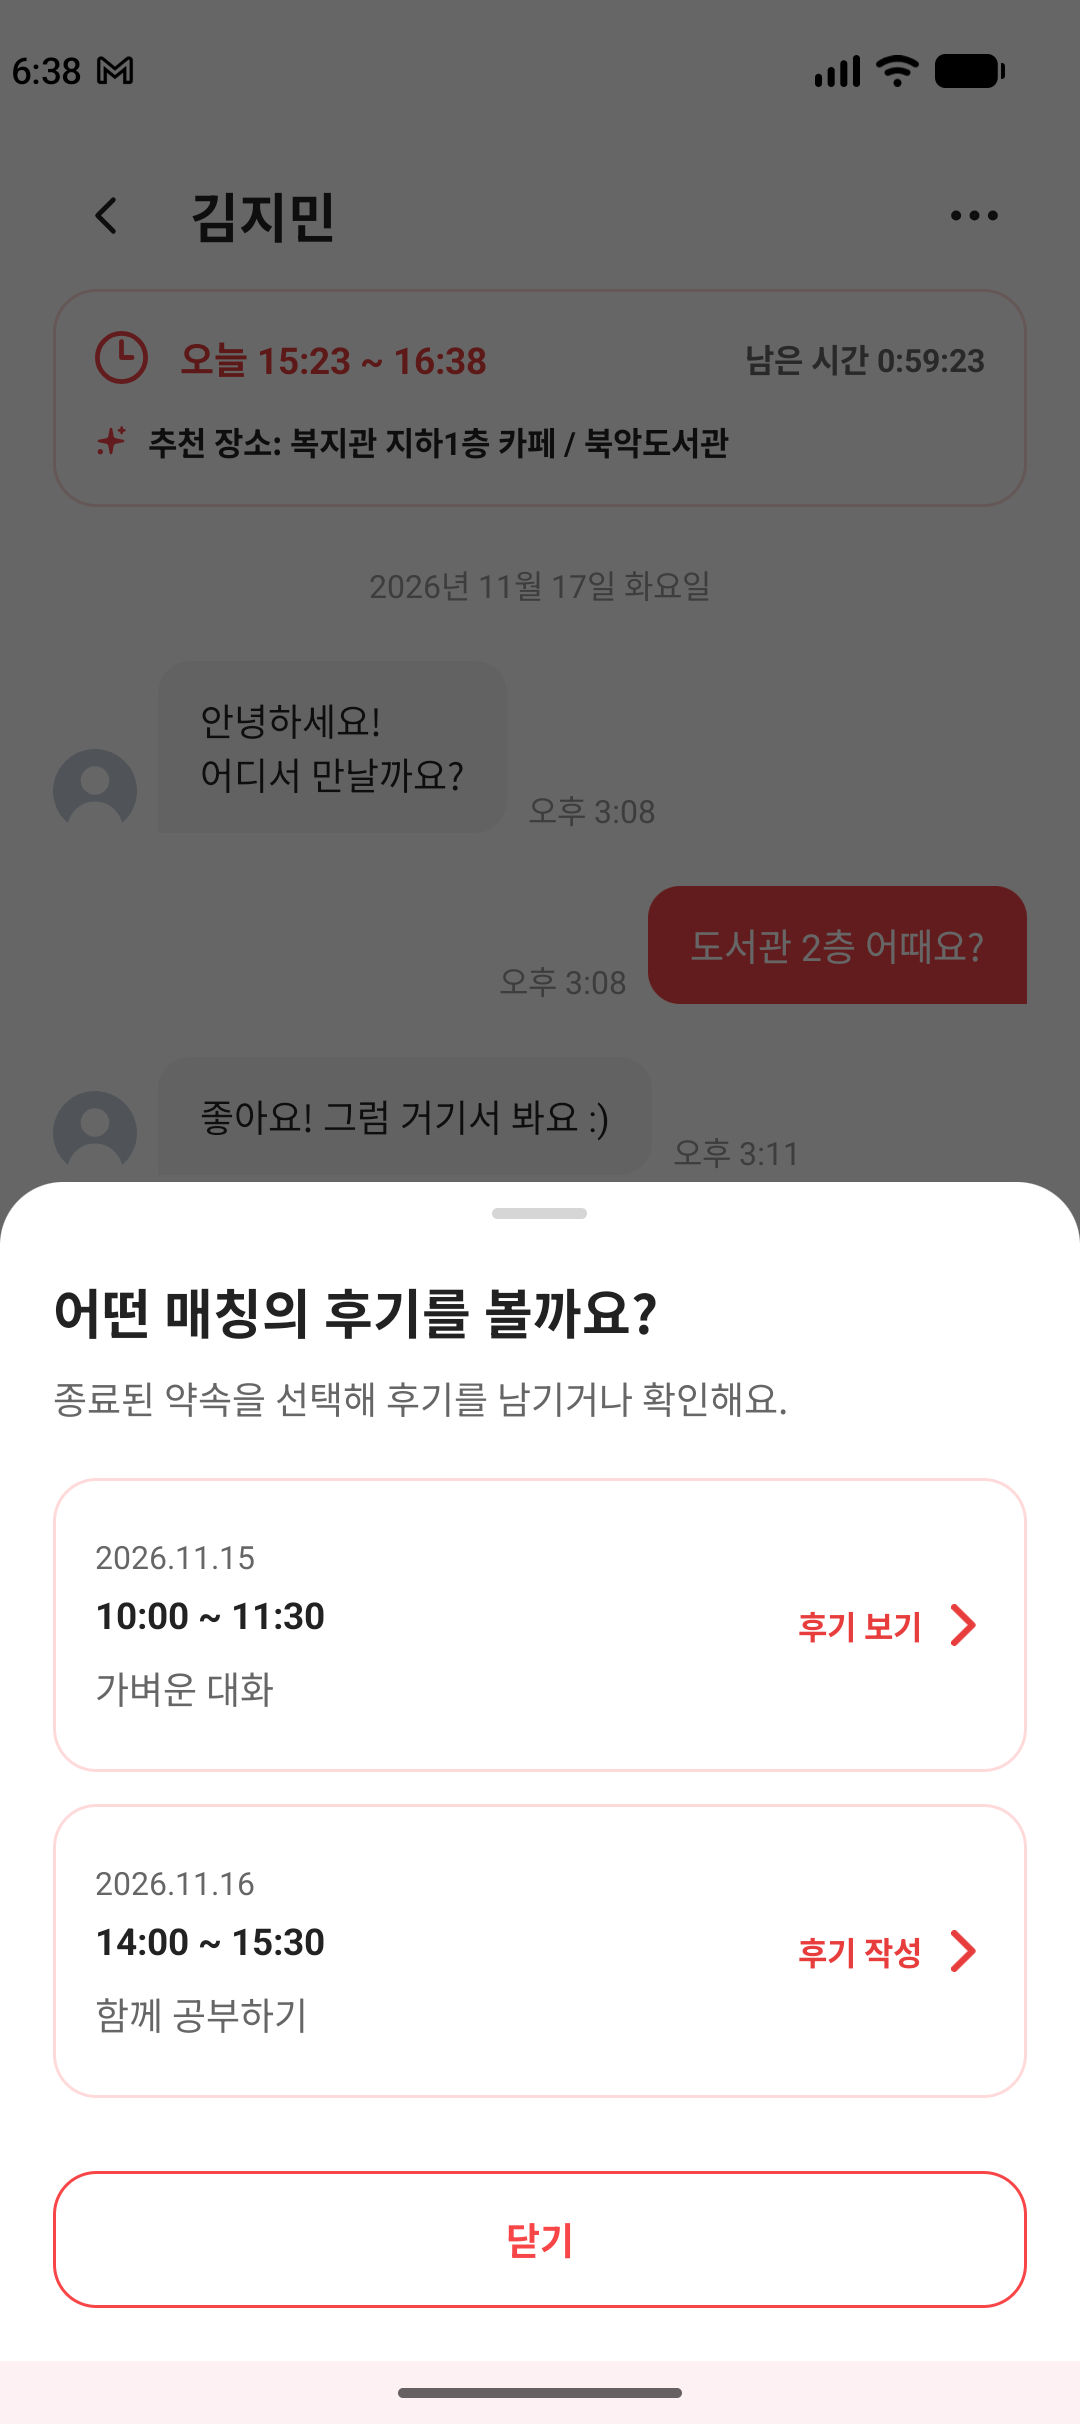 6:38
김지민
오늘 15:23 ~ 16:38
남은 시간 0:59:23
추천 장소: 복지관 지하1층 카페 / 북악도서관
2026년 11월 17일 화요일
안녕하세요!
어디서 만날까요?
오후 3:08
도서관 2층 어때요?
오후 3:08
좋아요! 그럼 거기서 봐요 :)
오후 3:11
어떤 매칭의 후기를 볼까요?
종료된 약속을 선택해 후기를 남기거나 확인해요.
2026.11.15
10:00 ~ 11:30
가벼운 대화
후기 보기
2026.11.16
14:00 ~ 15:30
함께 공부하기
후기 작성
닫기